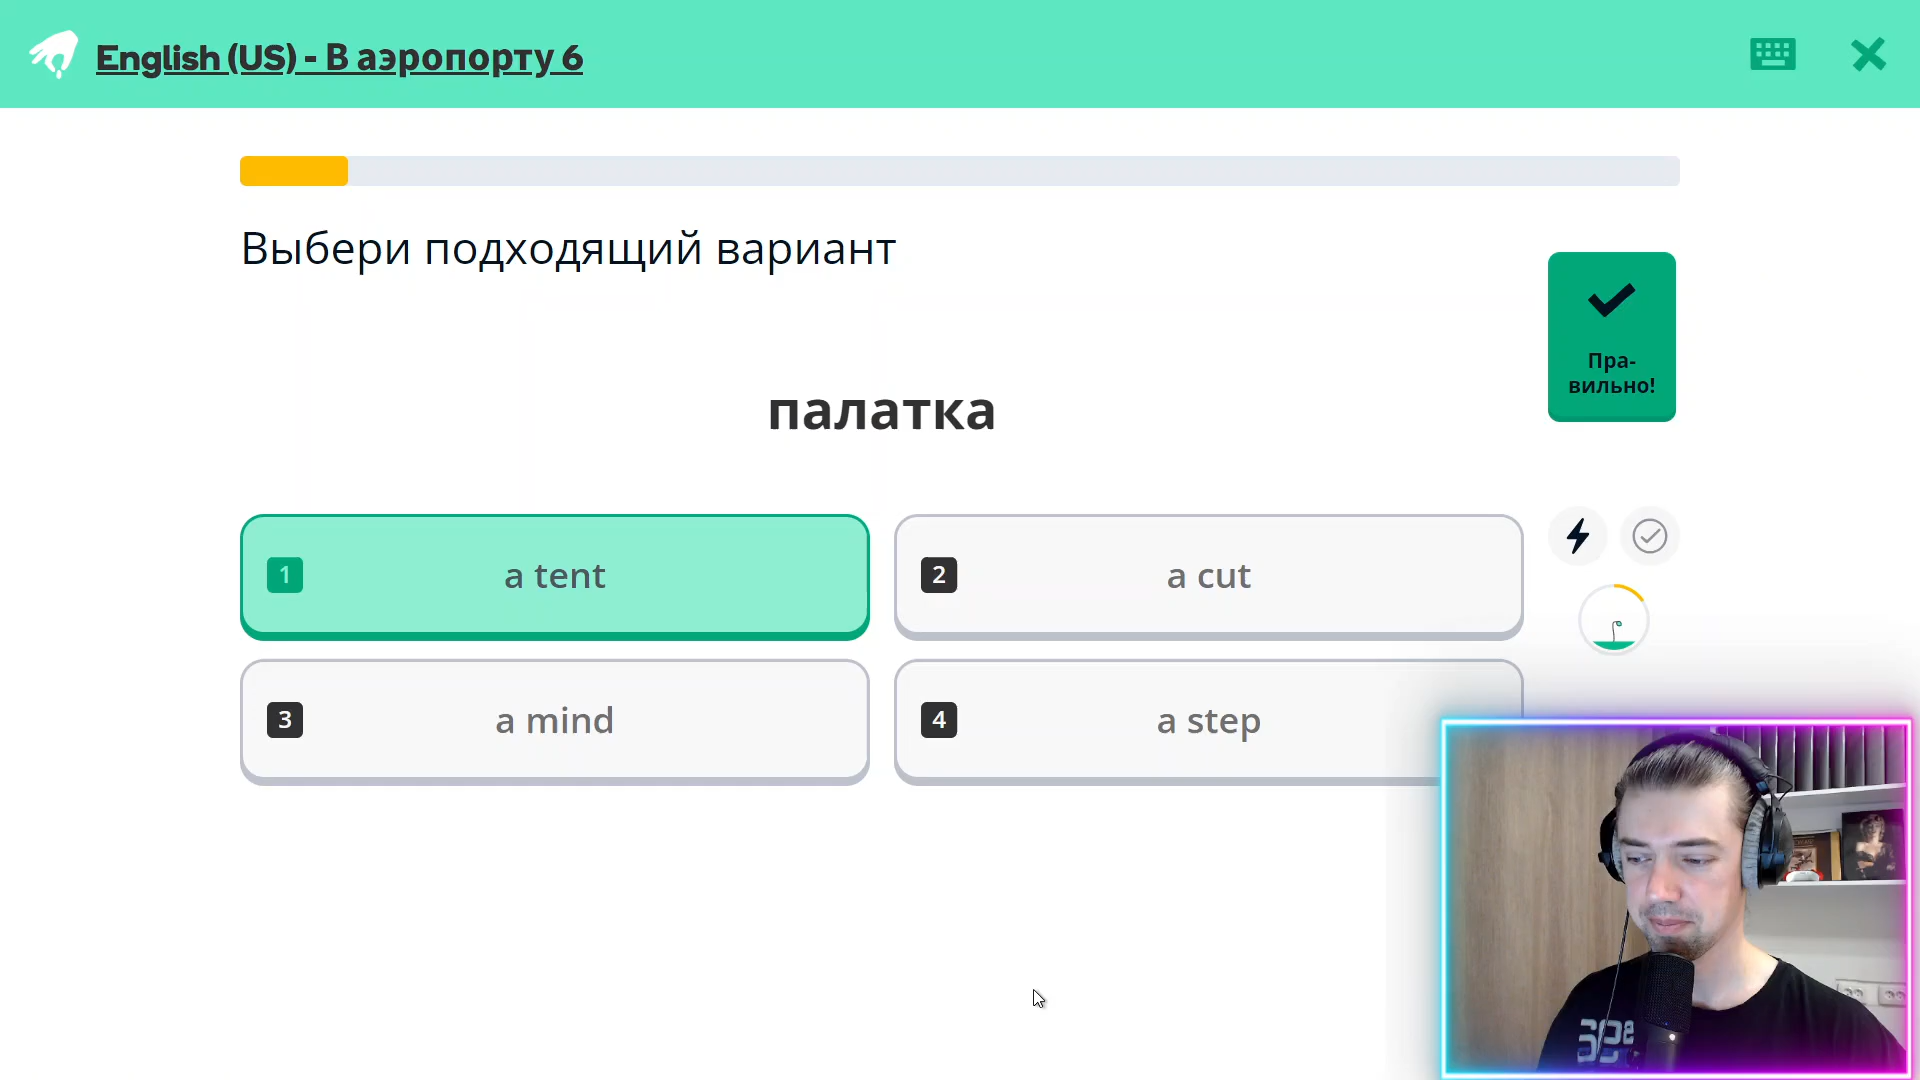 English (US) - В аэропорту 6
Выбери подходящий вариант
Пра-
вильно!
палатка
1 a tent
2 a cut
3 a mind
4 a step